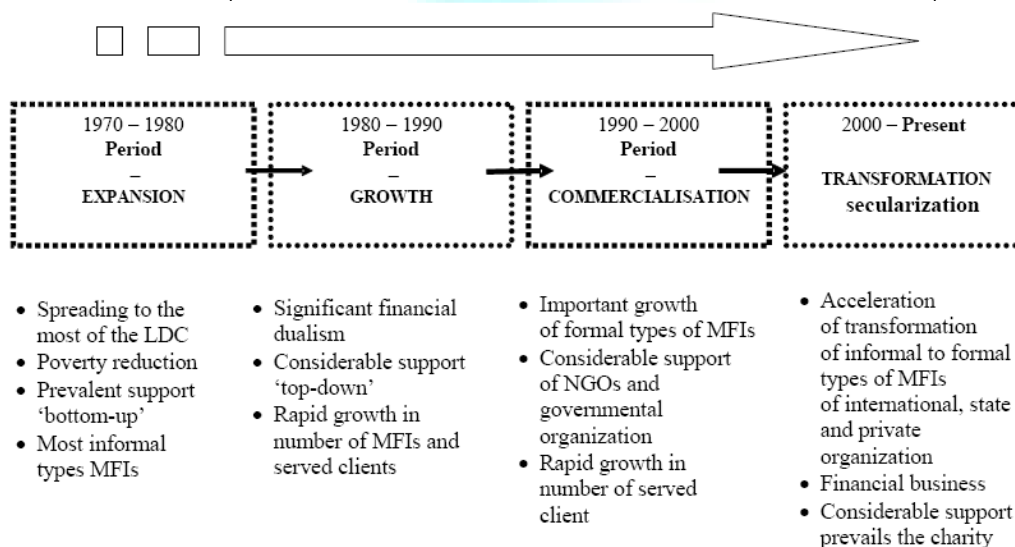 1970 – 1980
Period
–
EXPANSION
1980 – 1990
Period
–
GROWTH
1990 – 2000
Period
–
COMMERCIALISATION
2000 – Present
TRANSFORMATION
secularization
• Spreading to the
most of the LDC
• Poverty reduction
• Prevalent support
‘bottom-up’
• Most informal
types MFIs
• Significant financial
dualism
• Considerable support
‘top-down’
• Rapid growth in
number of MFIs and
served clients
• Important growth
of formal types of MFIs
• Considerable support
of NGOs and
governmental
organization
• Rapid growth in
number of served
client
• Acceleration
of transformation
of informal to formal
types of MFIs
of international, state
and private
organization
• Financial business
• Considerable support
prevails the charity